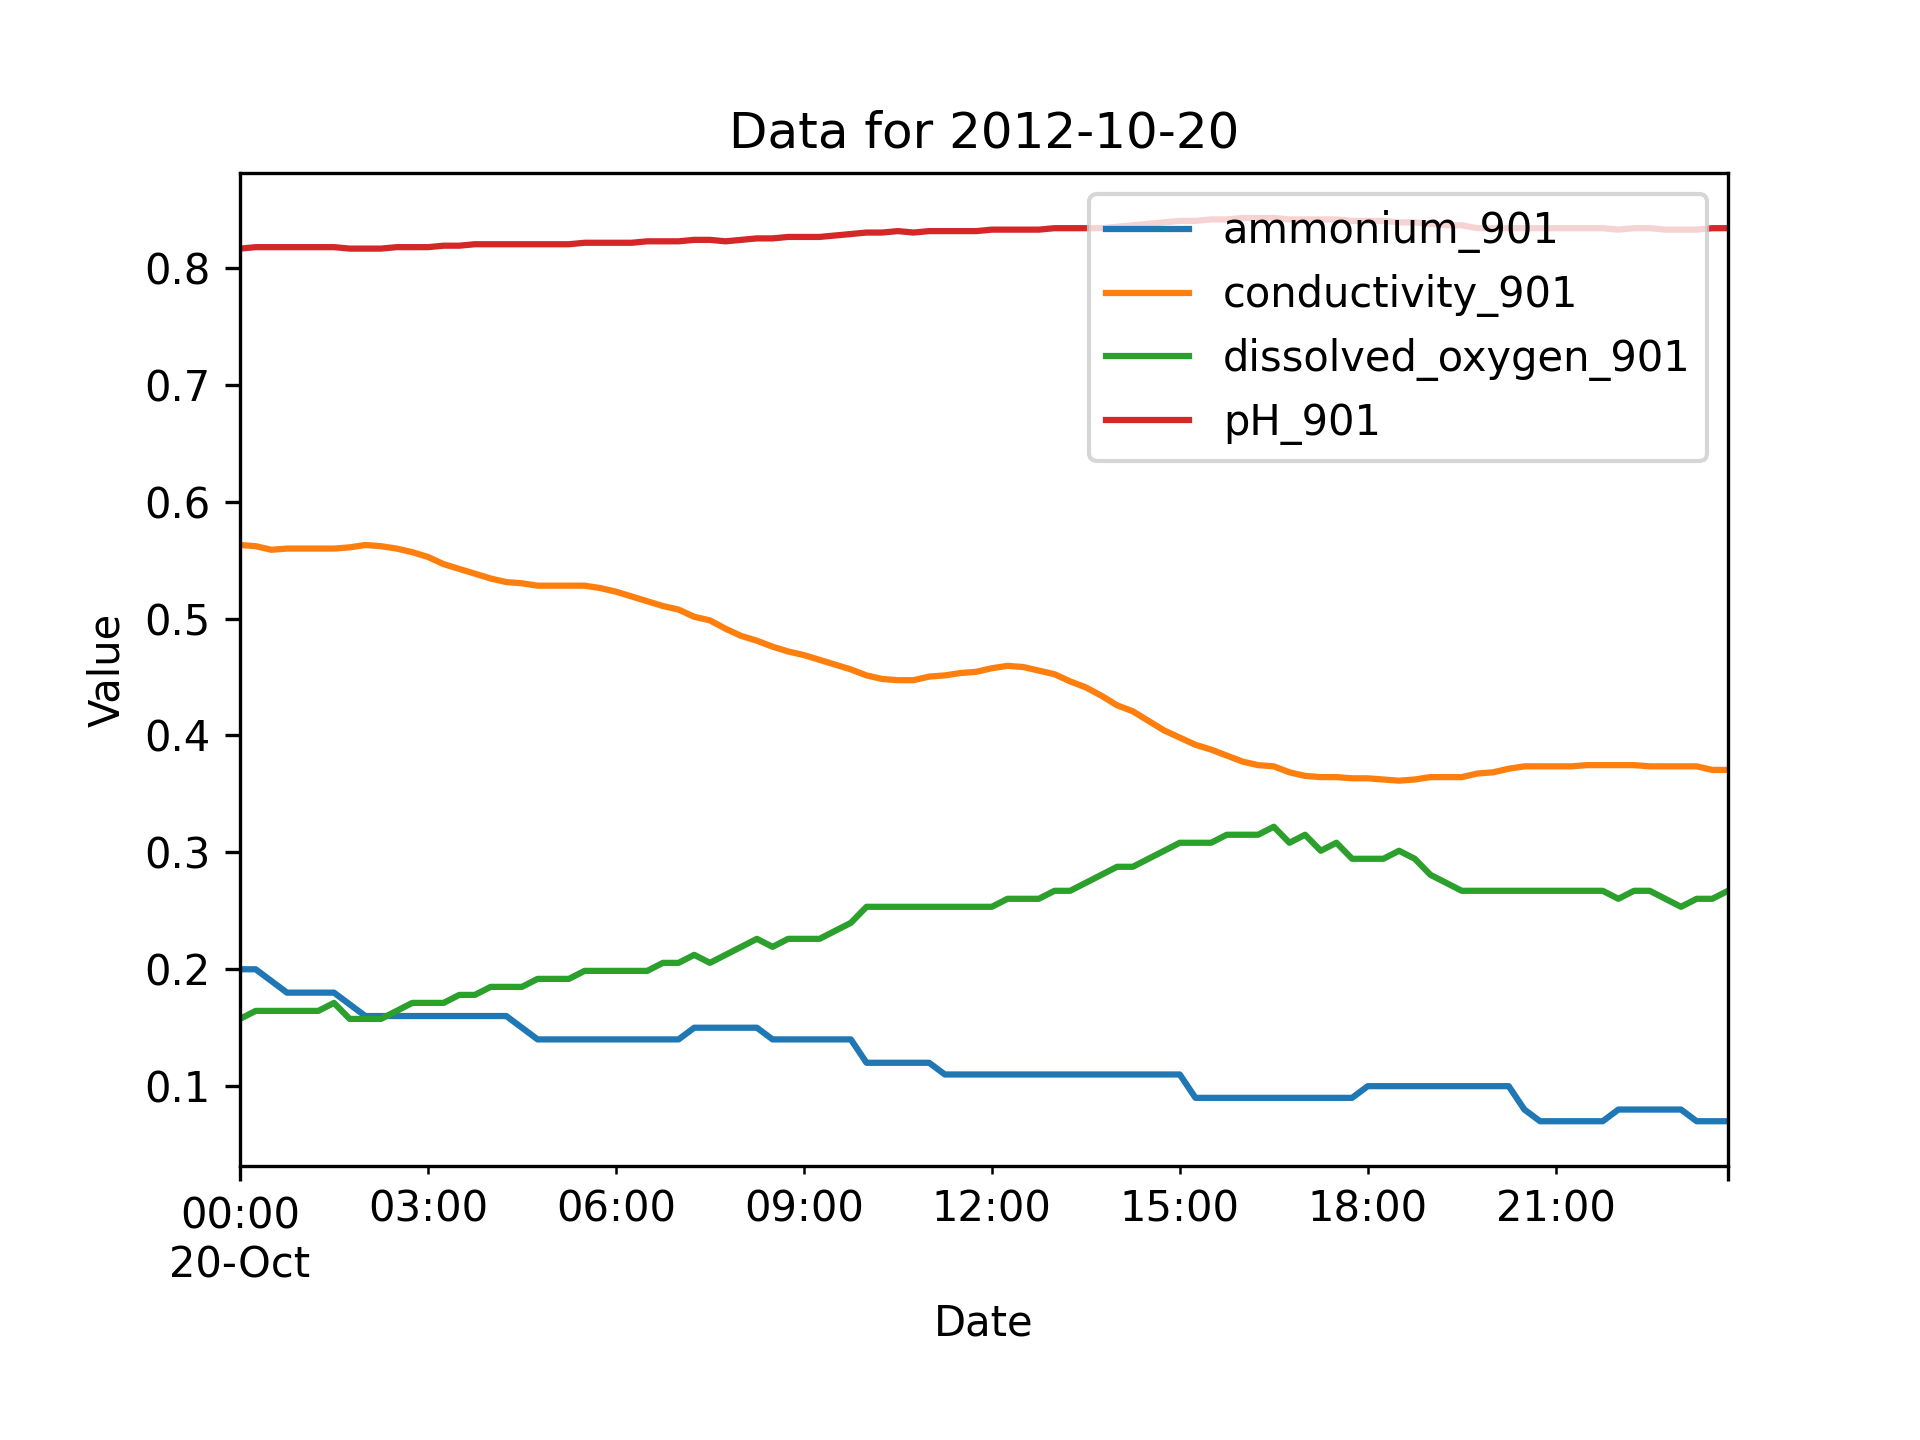 Data for 2012-10-20
ammonium_901
conductivity_901
dissolved_oxygen_901
pH_901
Value
0.8
0.7
0.6
0.5
0.4
0.3
0.2
0.1
00:00 03:00 06:00 09:00 12:00 15:00 18:00 21:00
20-Oct
Date